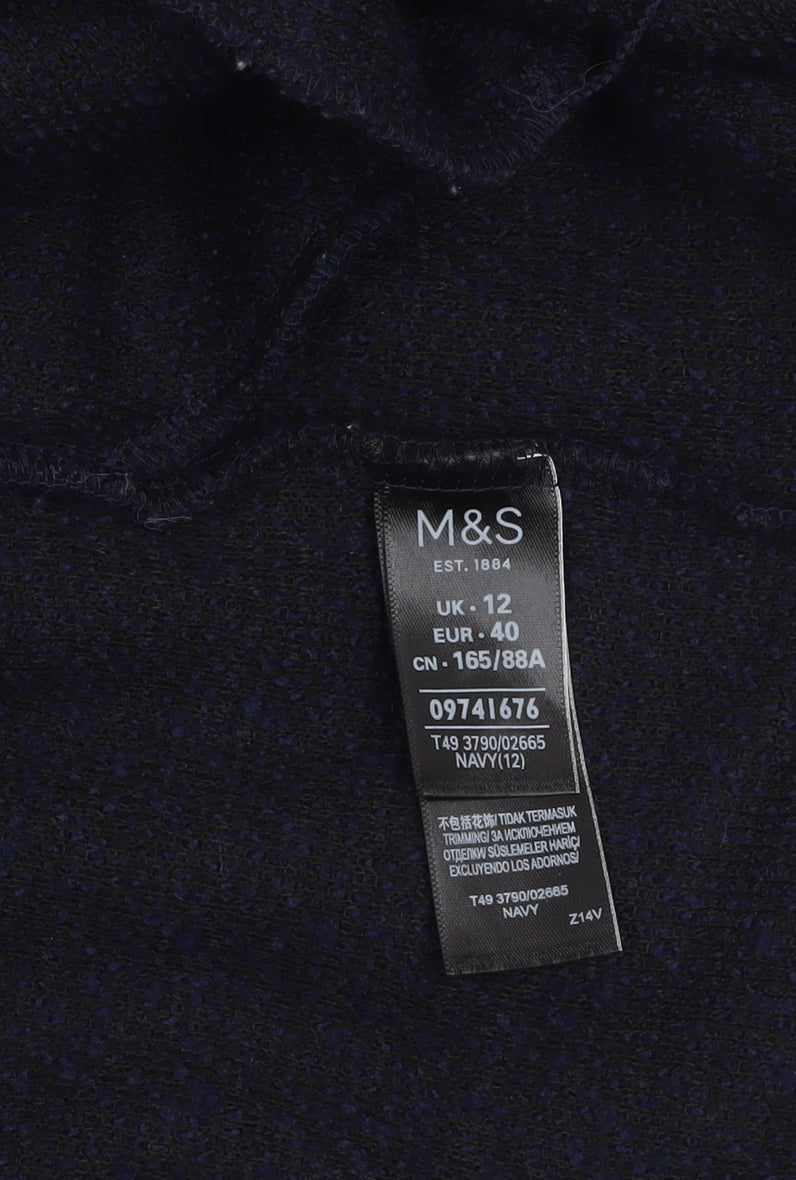 M&S
EST. 1884
UK • 12
EUR • 40
CN • 165/88A
09741676
T49 3790/02665
NAVY(12)
不包括花饰/ TIDAK TERMASUK
TRIMMING/ ЗА ИСКЛЮЧЕНИЕМ
ОТДЕЛКИ/ SÜSLEMELER HARİÇ/
EXCLUYENDO LOS ADORNOS/
T49 3790/02665
NAVY
Z14V